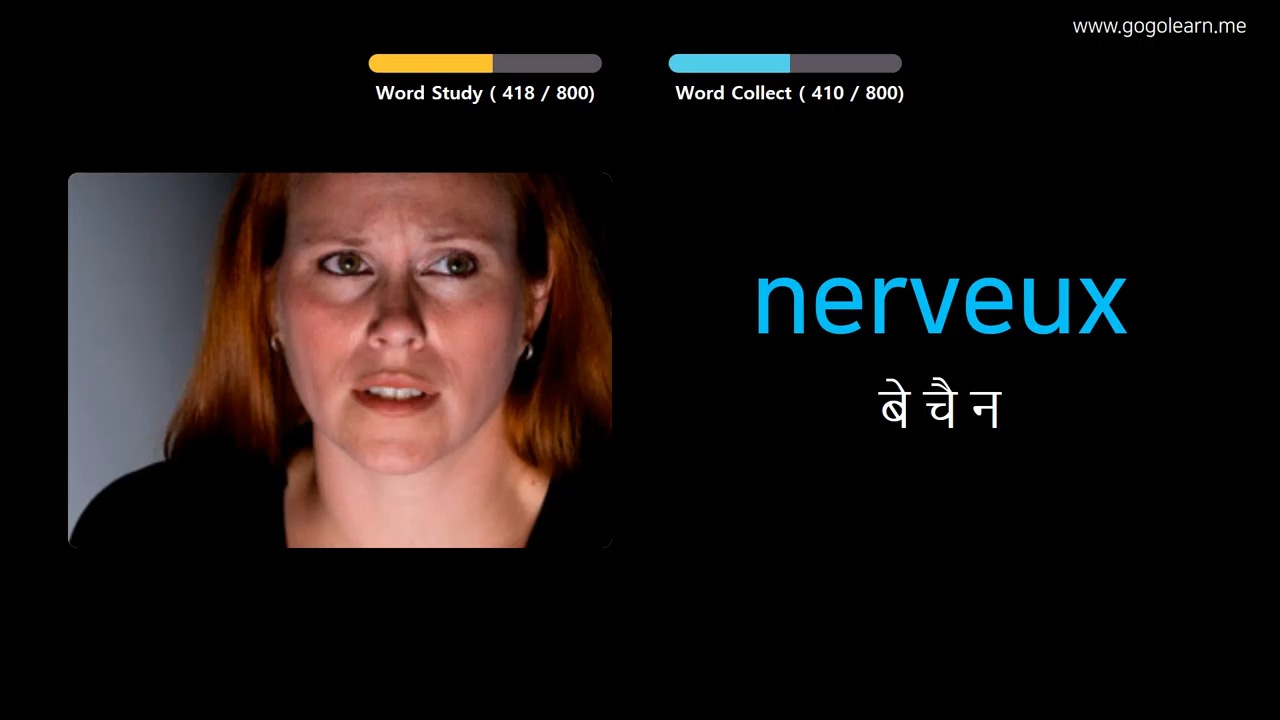 www.gogolearn.me
Word Study ( 418 / 800)
Word Collect ( 410 / 800)
nerveux
बे चै न